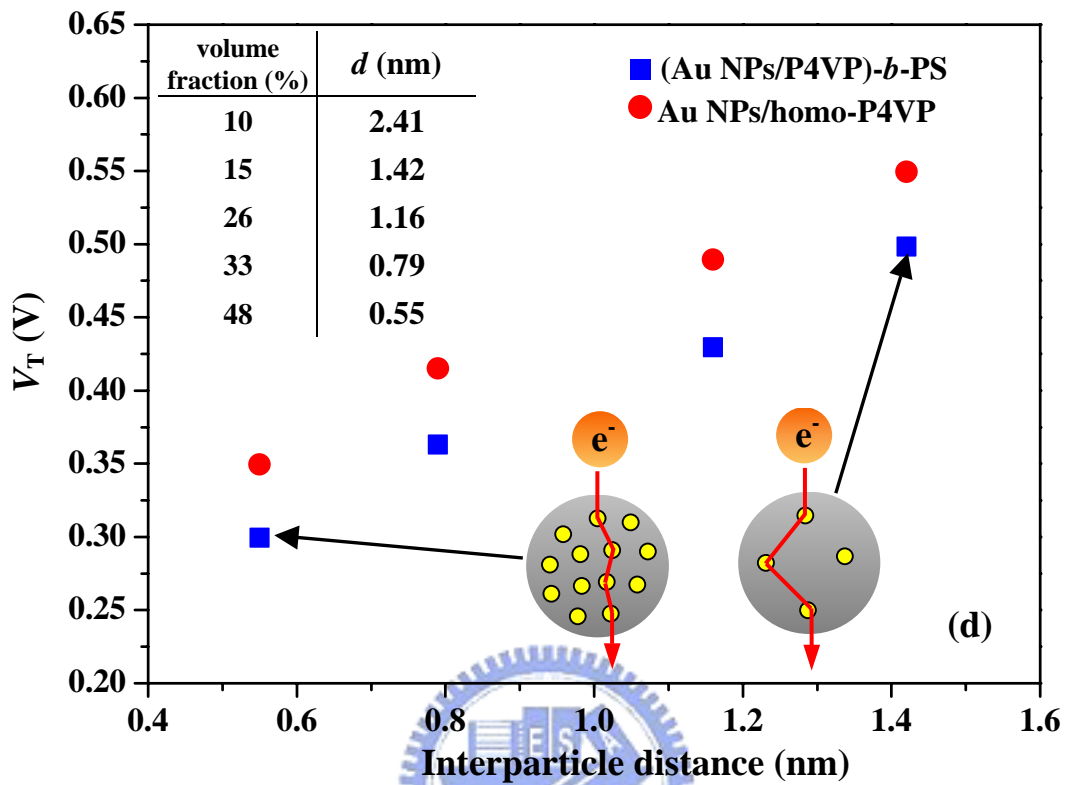 0.65
0.60
0.55
0.50
0.45
0.40
0.35
0.30
0.25
0.20
V_T (V)
volume fraction (%) d (nm)
10 2.41
15 1.42
26 1.16
33 0.79
48 0.55
(Au NPs/P4VP)-b-PS
Au NPs/homo-P4VP
e⁻ e⁻
(d)
0.4 0.6 0.8 1.0 1.2 1.4 1.6
Interparticle distance (nm)